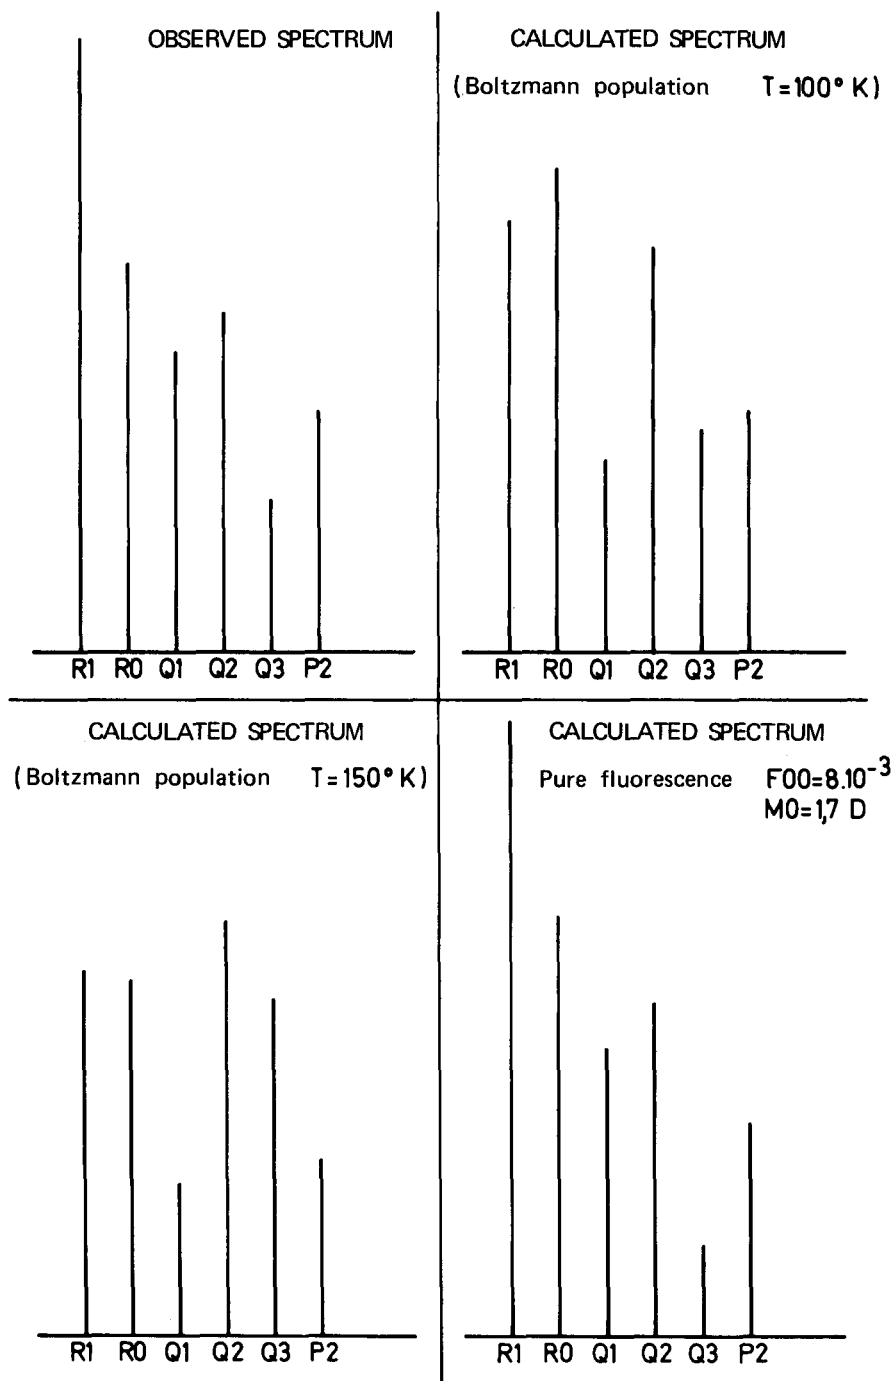 OBSERVED SPECTRUM
R1 R0 Q1 Q2 Q3 P2
CALCULATED SPECTRUM
(Boltzmann population T=100° K)
R1 R0 Q1 Q2 Q3 P2
CALCULATED SPECTRUM
(Boltzmann population T=150° K)
R1 R0 Q1 Q2 Q3 P2
CALCULATED SPECTRUM
Pure fluorescence F00=8.10⁻³
M0=1,7 D
R1 R0 Q1 Q2 Q3 P2